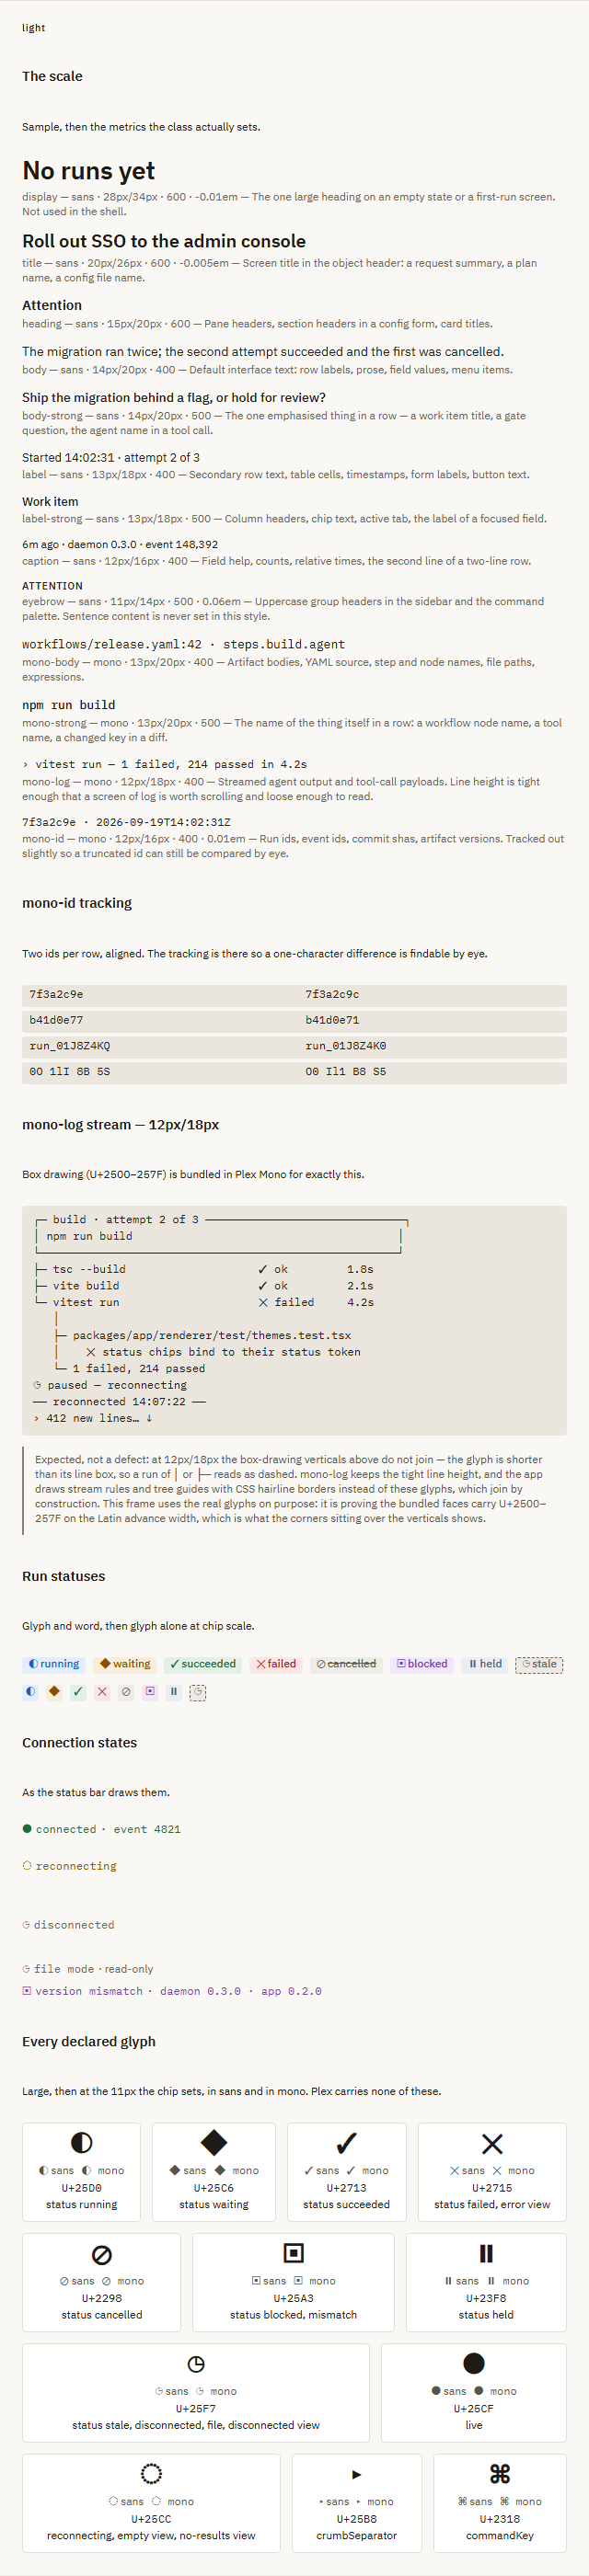 light
The scale
Sample, then the metrics the class actually sets.
No runs yet
display — sans · 28px/34px · 600 · -0.01em — The one large heading on an empty state or a first-run screen.
Not used in the shell.
Roll out SSO to the admin console
title — sans · 20px/26px · 600 · -0.005em — Screen title in the object header: a request summary, a plan
name, a config file name.
Attention
heading — sans · 15px/20px · 600 — Pane headers, section headers in a config form, card titles.
The migration ran twice; the second attempt succeeded and the first was cancelled.
body — sans · 14px/20px · 400 — Default interface text: row labels, prose, field values, menu items.
Ship the migration behind a flag, or hold for review?
body-strong — sans · 14px/20px · 500 — The one emphasised thing in a row — a work item title, a gate
question, the agent name in a tool call.
Started 14:02:31 · attempt 2 of 3
label — sans · 13px/18px · 400 — Secondary row text, table cells, timestamps, form labels, button text.
Work item
label-strong — sans · 13px/18px · 500 — Column headers, chip text, active tab, the label of a focused field.
6m ago · daemon 0.3.0 · event 148,392
caption — sans · 12px/16px · 400 — Field help, counts, relative times, the second line of a two-line row.
ATTENTION
eyebrow — sans · 11px/14px · 500 · 0.06em — Uppercase group headers in the sidebar and the command
palette. Sentence content is never set in this style.
workflows/release.yaml:42 · steps.build.agent
mono-body — mono · 13px/20px · 400 — Artifact bodies, YAML source, step and node names, file paths,
expressions.
npm run build
mono-strong — mono · 13px/20px · 500 — The name of the thing itself in a row: a workflow node name, a tool
name, a changed key in a diff.
› vitest run — 1 failed, 214 passed in 4.2s
mono-log — mono · 12px/18px · 400 — Streamed agent output and tool-call payloads. Line height is tight
enough that a screen of log is worth scrolling and loose enough to read.
7f3a2c9e · 2026-09-19T14:02:31Z
mono-id — mono · 12px/16px · 400 · 0.01em — Run ids, event ids, commit shas, artifact versions. Tracked out
slightly so a truncated id can still be compared by eye.
mono-id tracking
Two ids per row, aligned. The tracking is there so a one-character difference is findable by eye.
7f3a2c9e 7f3a2c9c
b41d0e77 b41d0e71
run_01J8Z4KQ run_01J8Z4K0
0O 1lI 8B 5S O0 Il1 B8 S5
mono-log stream — 12px/18px
Box drawing (U+2500–257F) is bundled in Plex Mono for exactly this.
┌─ build · attempt 2 of 3 ────────────────────┐
│ npm run build │
└──────────────────────────────────────┘
├─ tsc --build ✓ ok 1.8s
├─ vite build ✓ ok 2.1s
└─ vitest run ✕ failed 4.2s
│
├─ packages/app/renderer/test/themes.test.tsx
│ ✕ status chips bind to their status token
└─ 1 failed, 214 passed
◷ paused — reconnecting
── reconnected 14:07:22 ──
› 412 new lines… ↓
Expected, not a defect: at 12px/18px the box-drawing verticals above do not join — the glyph is shorter
than its line box, so a run of │ or ├─ reads as dashed. mono-log keeps the tight line height, and the app
draws stream rules and tree guides with CSS hairline borders instead of these glyphs, which join by
construction. This frame uses the real glyphs on purpose: it is proving the bundled faces carry U+2500–
257F on the Latin advance width, which is what the corners sitting over the verticals shows.
Run statuses
Glyph and word, then glyph alone at chip scale.
◐ running ◆ waiting ✓ succeeded ✕ failed ⊘ cancelled ▣ blocked ⏸ held ◷ stale
◐ ◆ ✓ ✕ ⊘ ▣ ⏸ ◷
Connection states
As the status bar draws them.
● connected · event 4821
◌ reconnecting
◷ disconnected
◷ file mode · read-only
▣ version mismatch · daemon 0.3.0 · app 0.2.0
Every declared glyph
Large, then at the 11px the chip sets, in sans and in mono. Plex carries none of these.
◐ ◆ ✓ ✕
◐ sans ◐ mono ◆ sans ◆ mono ✓ sans ✓ mono ✕ sans ✕ mono
U+25D0 U+25C6 U+2713 U+2715
status running status waiting status succeeded status failed, error view
⊘ ▣ ⏸
⊘ sans ⊘ mono ▣ sans ▣ mono ⏸ sans ⏸ mono
U+2298 U+25A3 U+23F8
status cancelled status blocked, mismatch status held
◷ ●
◷ sans ◷ mono ● sans ● mono
U+25F7 U+25CF
status stale, disconnected, file, disconnected view live
◌ ▸ ⌘
◌ sans ◌ mono ▸ sans ▸ mono ⌘ sans ⌘ mono
U+25CC U+25B8 U+2318
reconnecting, empty view, no-results view crumbSeparator commandKey